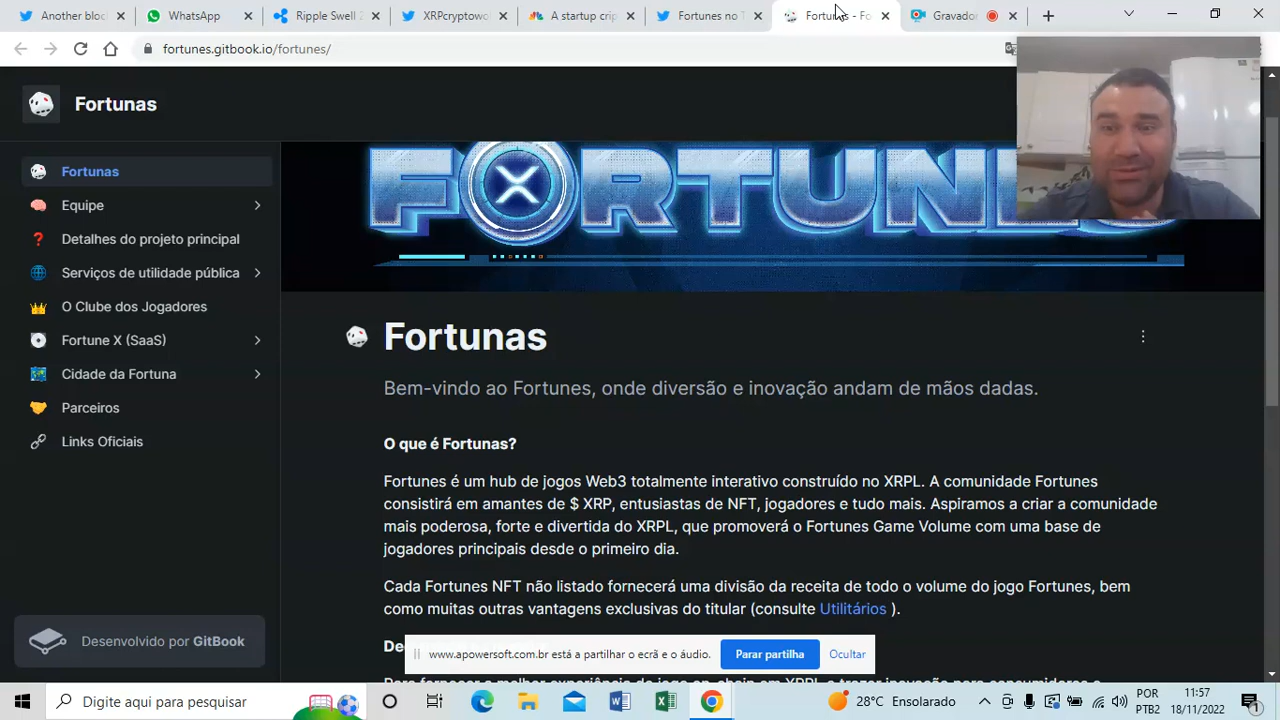 Another bloc
WhatsApp
Ripple Swell 2
XRPcryptowo
A startup crip
Fortunes no T
Fortunas - Fo
Gravador
fortunes.gitbook.io/fortunes/
Fortunas
FORTUNE
Fortunas
Equipe
Detalhes do projeto principal
Serviços de utilidade pública
O Clube dos Jogadores
Fortune X (SaaS)
Cidade da Fortuna
Parceiros
Links Oficiais
Desenvolvido por GitBook
Fortunas
Bem-vindo ao Fortunes, onde diversão e inovação andam de mãos dadas.
O que é Fortunas?
Fortunes é um hub de jogos Web3 totalmente interativo construído no XRPL. A comunidade Fortunes
consistirá em amantes de $ XRP, entusiastas de NFT, jogadores e tudo mais. Aspiramos a criar a comunidade
mais poderosa, forte e divertida do XRPL, que promoverá o Fortunes Game Volume com uma base de
jogadores principais desde o primeiro dia.
Cada Fortunes NFT não listado fornecerá uma divisão da receita de todo o volume do jogo Fortunes, bem
como muitas outras vantagens exclusivas do titular (consulte Utilitários ).
www.apowersoft.com.br está a partilhar o ecrã e o áudio.
Parar partilha
Ocultar
Digite aqui para pesquisar
28°C Ensolarado
POR
PTB2
11:57
18/11/2022
1